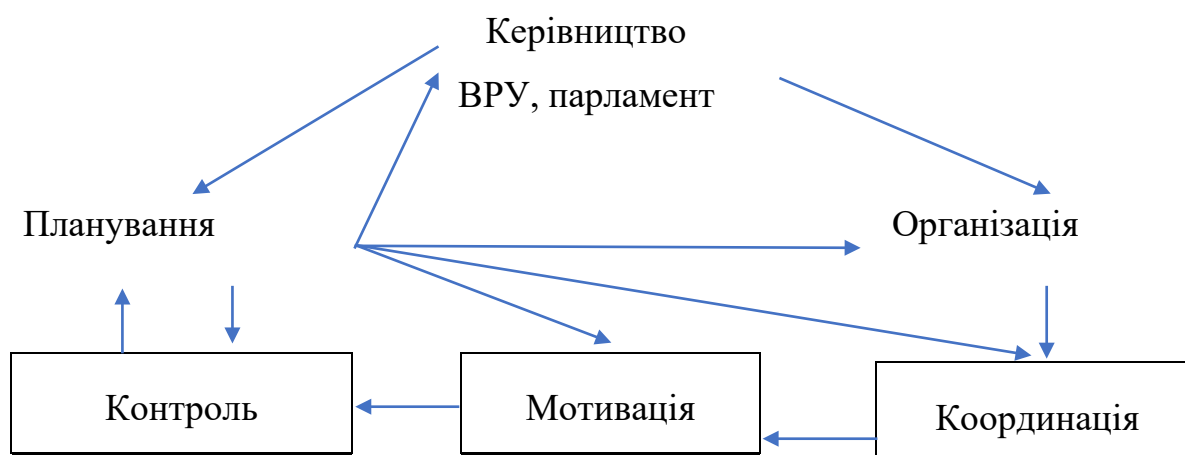 Керівництво
ВРУ, парламент
Планування
Організація
Контроль
Мотивація
Координація